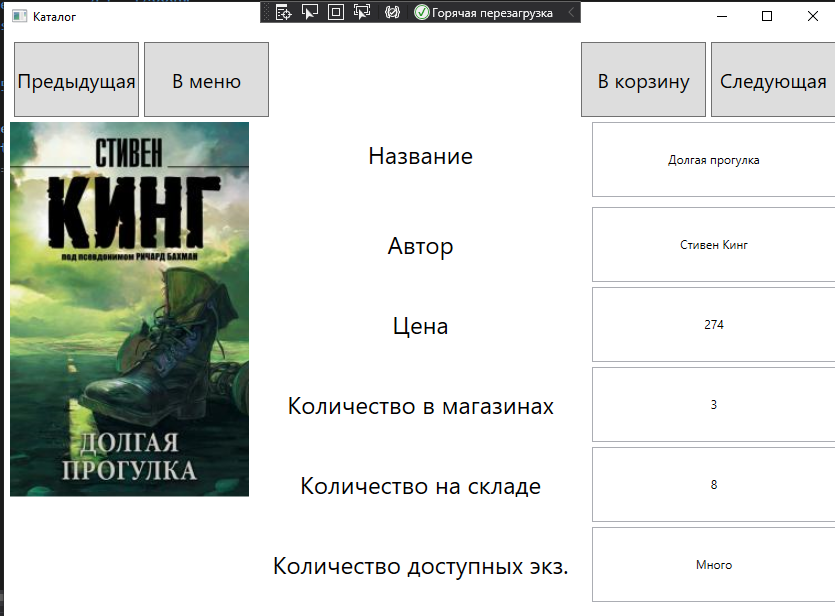 Каталог
Горячая перезагрузка
Предыдущая
В меню
В корзину
Следующая
СТИВЕН
КИНГ
под псевдонимом РИЧАРД БАХМАН
ДОЛГАЯ
ПРОГУЛКА
Название
Долгая прогулка
Автор
Стивен Кинг
Цена
274
Количество в магазинах
3
Количество на складе
8
Количество доступных экз.
Много